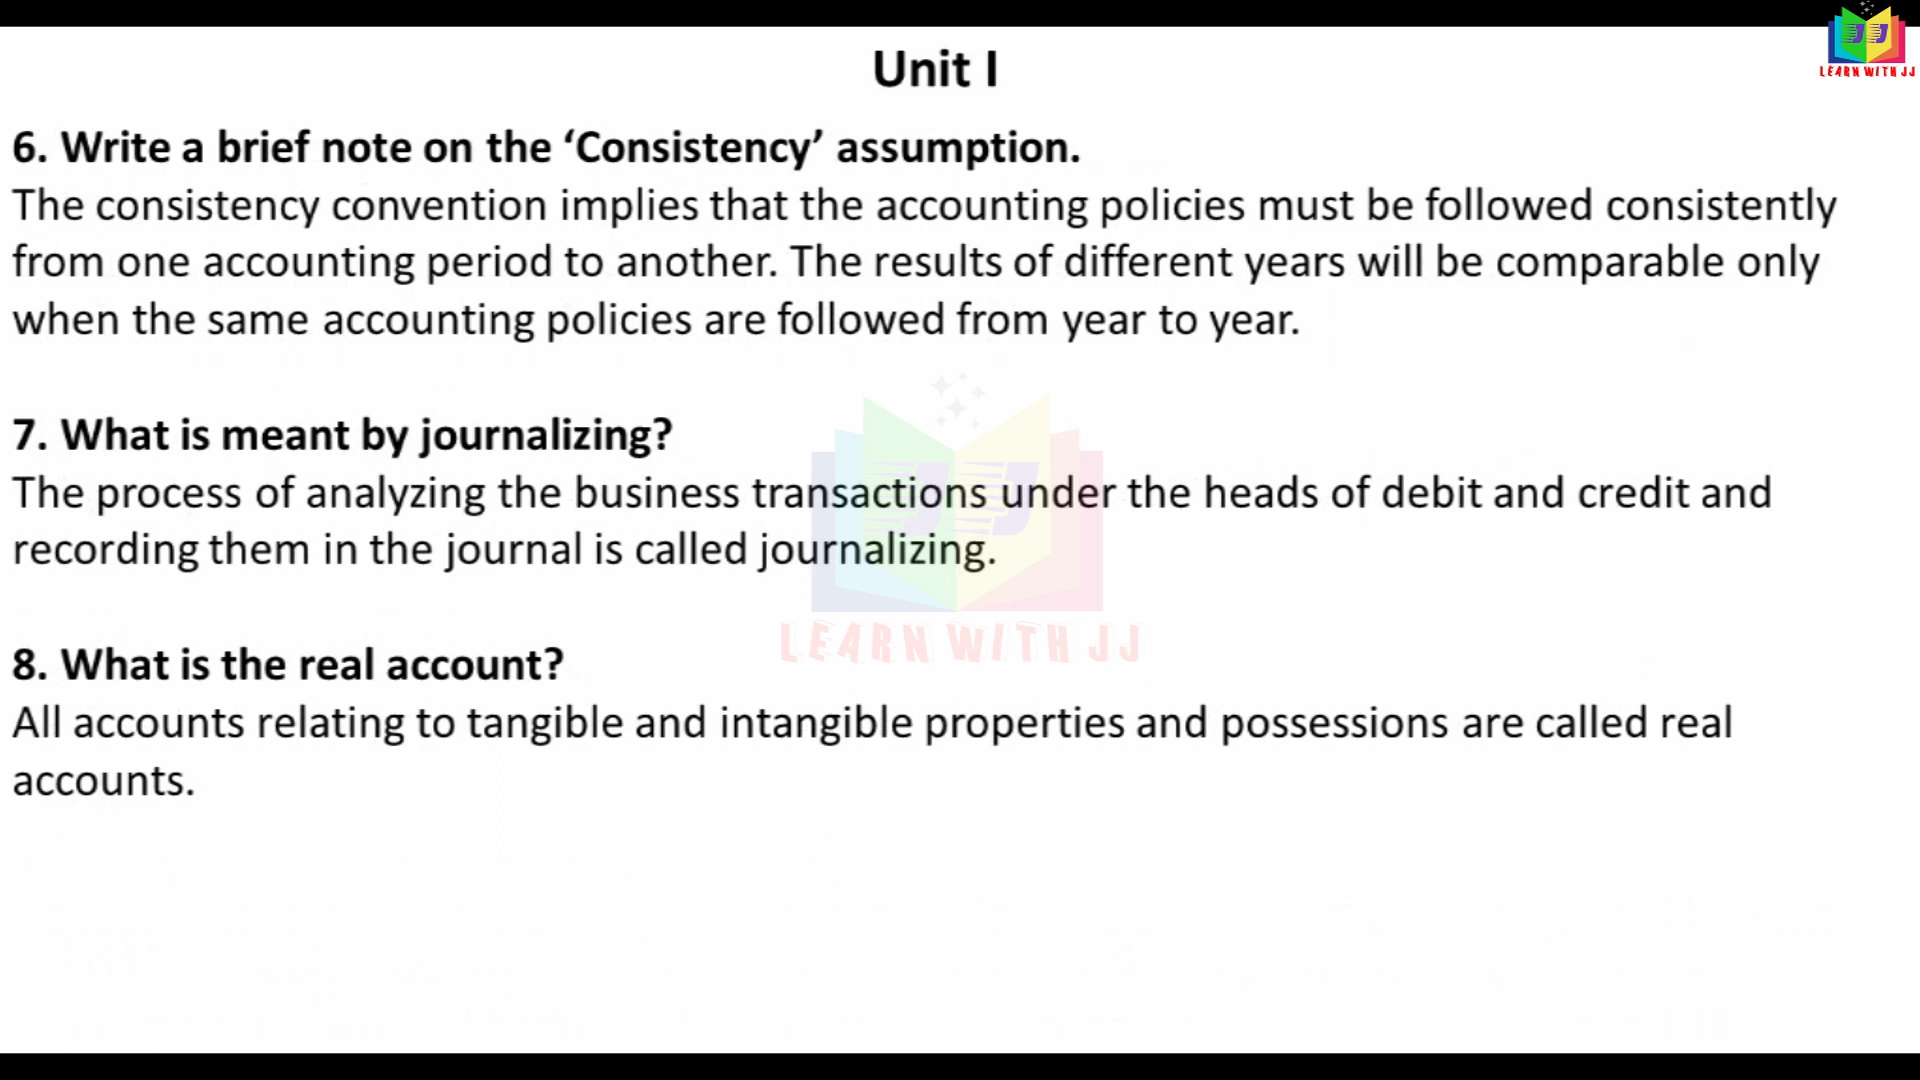 LEARN WITH JJ
Unit I
6. Write a brief note on the ‘Consistency’ assumption.
The consistency convention implies that the accounting policies must be followed consistently
from one accounting period to another. The results of different years will be comparable only
when the same accounting policies are followed from year to year.
7. What is meant by journalizing?
The process of analyzing the business transactions under the heads of debit and credit and
recording them in the journal is called journalizing.
LEARN WITH JJ
8. What is the real account?
All accounts relating to tangible and intangible properties and possessions are called real
accounts.